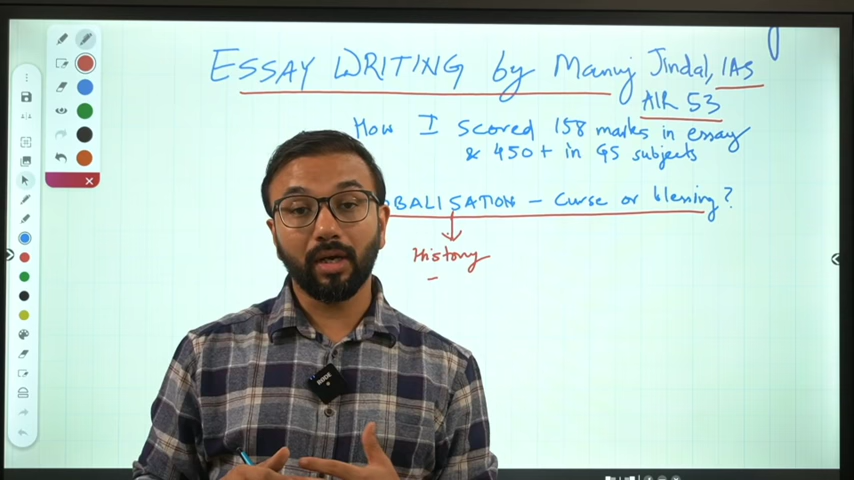 ESSAY WRITING by Manuj Jindal, IAS
AIR 53
How I scored 158 marks in essay
& 450+ in GS subjects
BALISATION - Curse or blessing?
History
-
RODE